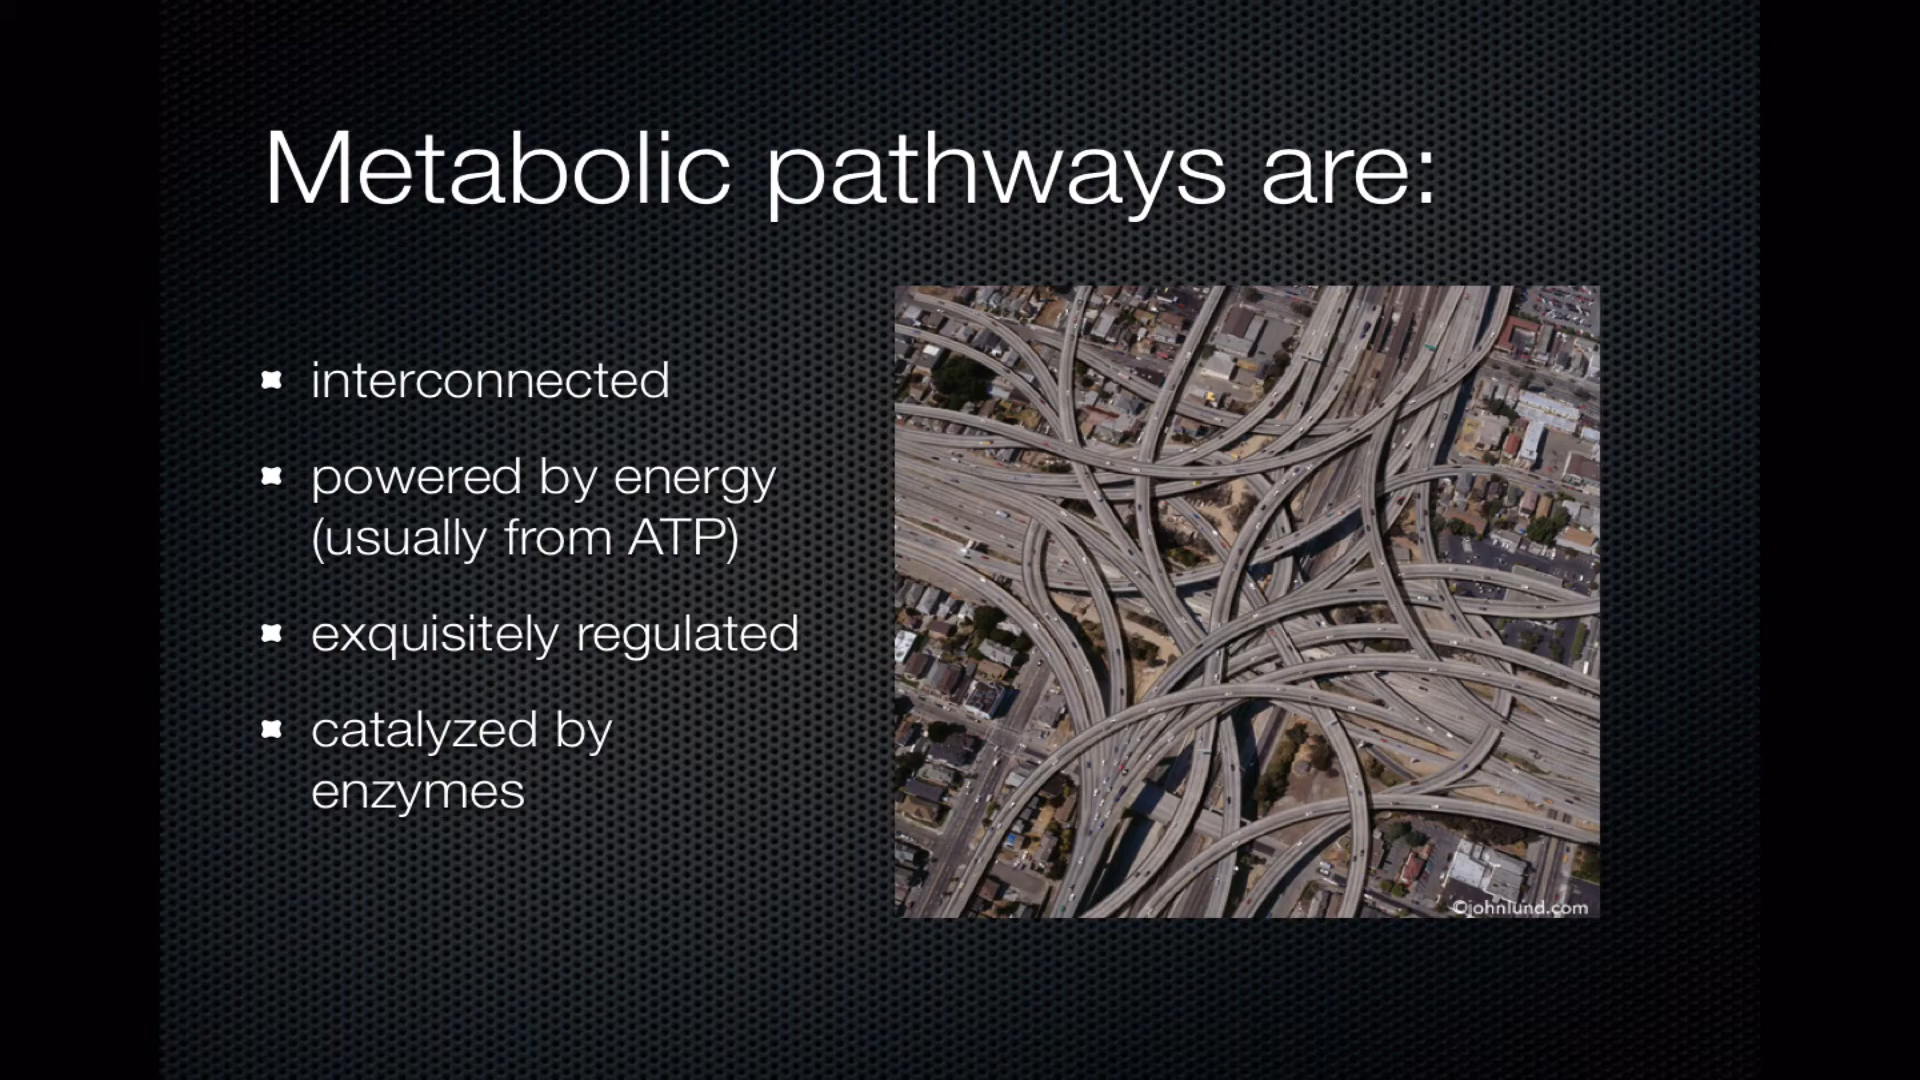 Metabolic pathways are:
interconnected
powered by energy
(usually from ATP)
exquisitely regulated
catalyzed by
enzymes
©johnlund.com